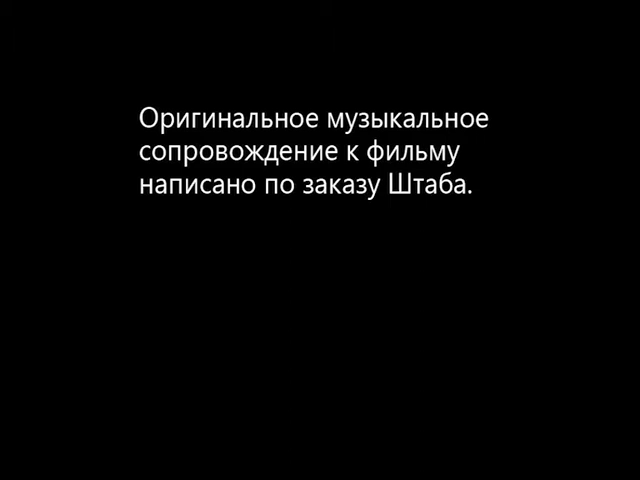 Оригинальное музыкальное
сопровождение к фильму
написано по заказу Штаба.